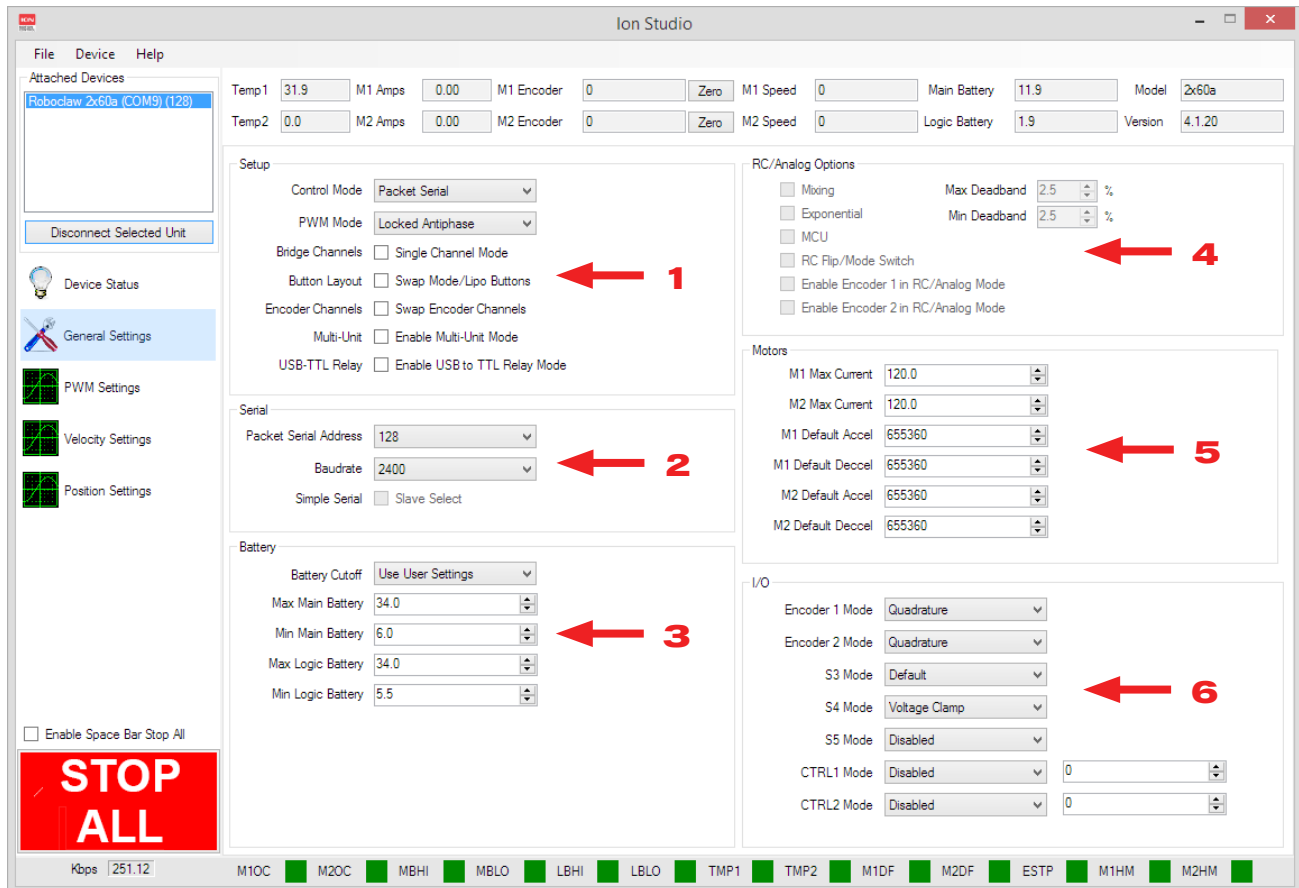 ION
Ion Studio
File Device Help
Attached Devices
Roboclaw 2x60a (COM9) (128)
Disconnect Selected Unit
Device Status
General Settings
PWM Settings
Velocity Settings
Position Settings
Enable Space Bar Stop All
STOP
ALL
Temp1 31.9 M1 Amps 0.00 M1 Encoder 0 Zero M1 Speed 0 Main Battery 11.9 Model 2x60a
Temp2 0.0 M2 Amps 0.00 M2 Encoder 0 Zero M2 Speed 0 Logic Battery 1.9 Version 4.1.20
Setup
Control Mode Packet Serial
PWM Mode Locked Antiphase
Bridge Channels Single Channel Mode
Button Layout Swap Mode/Lipo Buttons
Encoder Channels Swap Encoder Channels
Multi-Unit Enable Multi-Unit Mode
USB-TTL Relay Enable USB to TTL Relay Mode
1
Serial
Packet Serial Address 128
Baudrate 2400
Simple Serial Slave Select
2
Battery
Battery Cutoff Use User Settings
Max Main Battery 34.0
Min Main Battery 6.0
Max Logic Battery 34.0
Min Logic Battery 5.5
3
RC/Analog Options
Mixing Max Deadband 2.5 %
Exponential Min Deadband 2.5 %
MCU
RC Flip/Mode Switch
Enable Encoder 1 in RC/Analog Mode
Enable Encoder 2 in RC/Analog Mode
4
Motors
M1 Max Current 120.0
M2 Max Current 120.0
M1 Default Accel 655360
M1 Default Deccel 655360
M2 Default Accel 655360
M2 Default Deccel 655360
5
I/O
Encoder 1 Mode Quadrature
Encoder 2 Mode Quadrature
S3 Mode Default
S4 Mode Voltage Clamp
S5 Mode Disabled
CTRL1 Mode Disabled 0
CTRL2 Mode Disabled 0
6
Kbps 251.12 M1OC M2OC MBHI MBLO LBHI LBLO TMP1 TMP2 M1DF M2DF ESTP M1HM M2HM